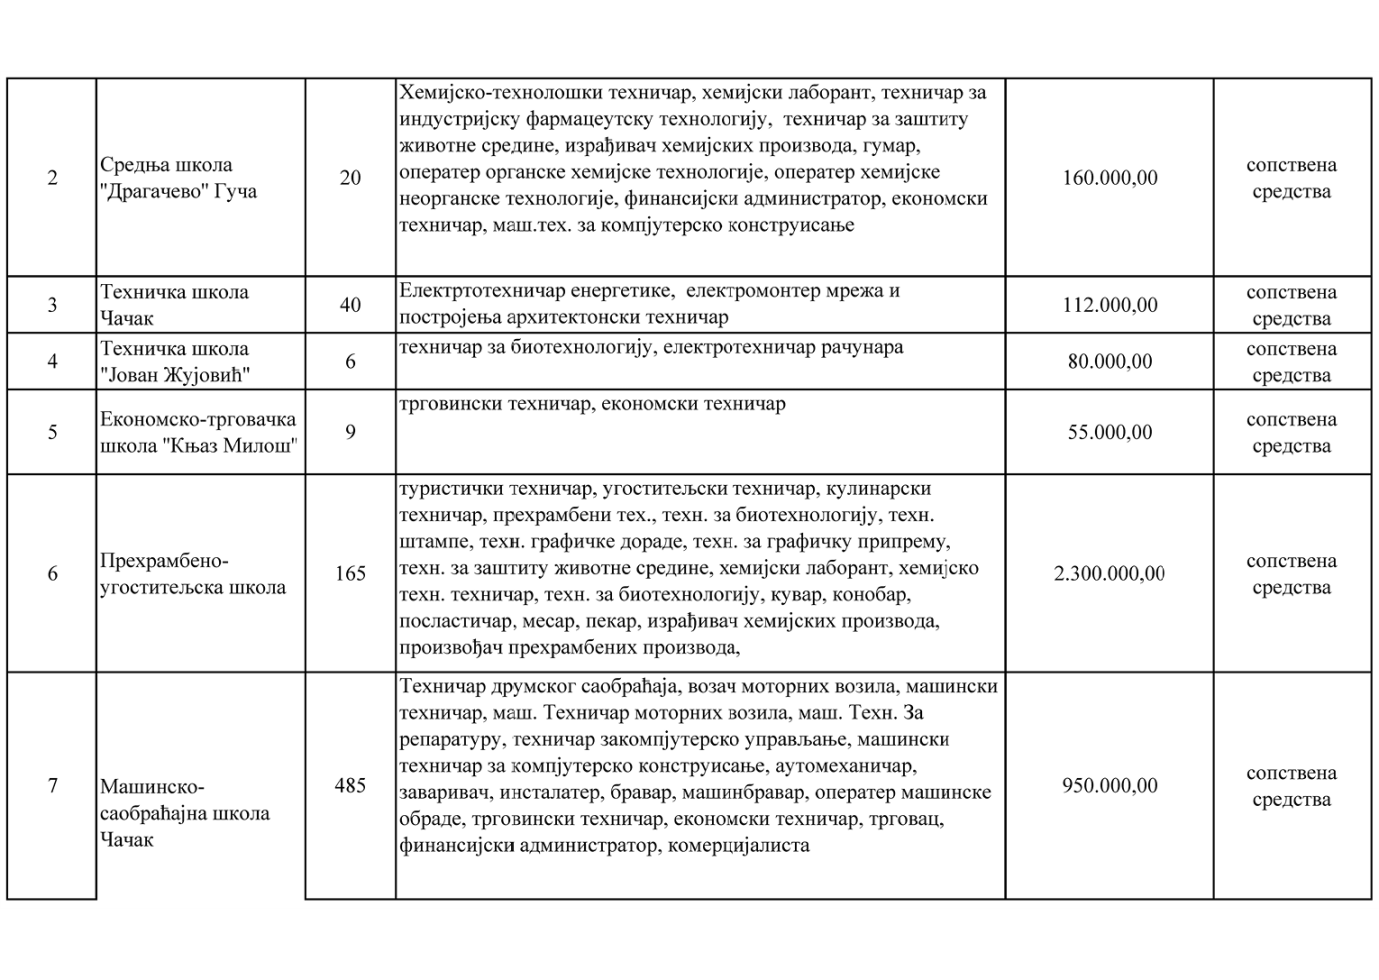 2
Средња школа
"Драгачево" Гуча
20
Хемијско-технолошки техничар, хемијски лаборант, техничар за
индустријску фармацеутску технологију,  техничар за заштиту
животне средине, израђивач хемијских производа, гумар,
оператер органске хемијске технологије, оператер хемијске
неорганске технологије, финансијски администратор, економски
техничар, маш.тех. за компјутерско конструисање
160.000,00
сопствена
средства
3
Техничка школа
Чачак
40
Електртотехничар енергетике,  електромонтер мрежа и
постројења архитектонски техничар
112.000,00
сопствена
средства
4
Техничка школа
"Јован Жујовић"
6
техничар за биотехнологију, електротехничар рачунара
80.000,00
сопствена
средства
5
Економско-трговачка
школа "Књаз Милош"
9
трговински техничар, економски техничар
55.000,00
сопствена
средства
6
Прехрамбено-
угоститељска школа
165
туристички техничар, угоститељски техничар, кулинарски
техничар, прехрамбени тех., техн. за биотехнологију, техн.
штампе, техн. графичке дораде, техн. за графичку припрему,
техн. за заштиту животне средине, хемијски лаборант, хемијско
техн. техничар, техн. за биотехнологију, кувар, конобар,
посластичар, месар, пекар, израђивач хемијских производа,
произвођач прехрамбених производа,
2.300.000,00
сопствена
средства
7
Машинско-
саобраћајна школа
Чачак
485
Техничар друмског саобраћаја, возач моторних возила, машински
техничар, маш. Техничар моторних возила, маш. Техн. За
репаратуру, техничар закомпјутерско управљање, машински
техничар за компјутерско конструисање, аутомеханичар,
заваривач, инсталатер, бравар, машинбравар, оператер машинске
обраде, трговински техничар, економски техничар, трговац,
финансијски администратор, комерцијалиста
950.000,00
сопствена
средства